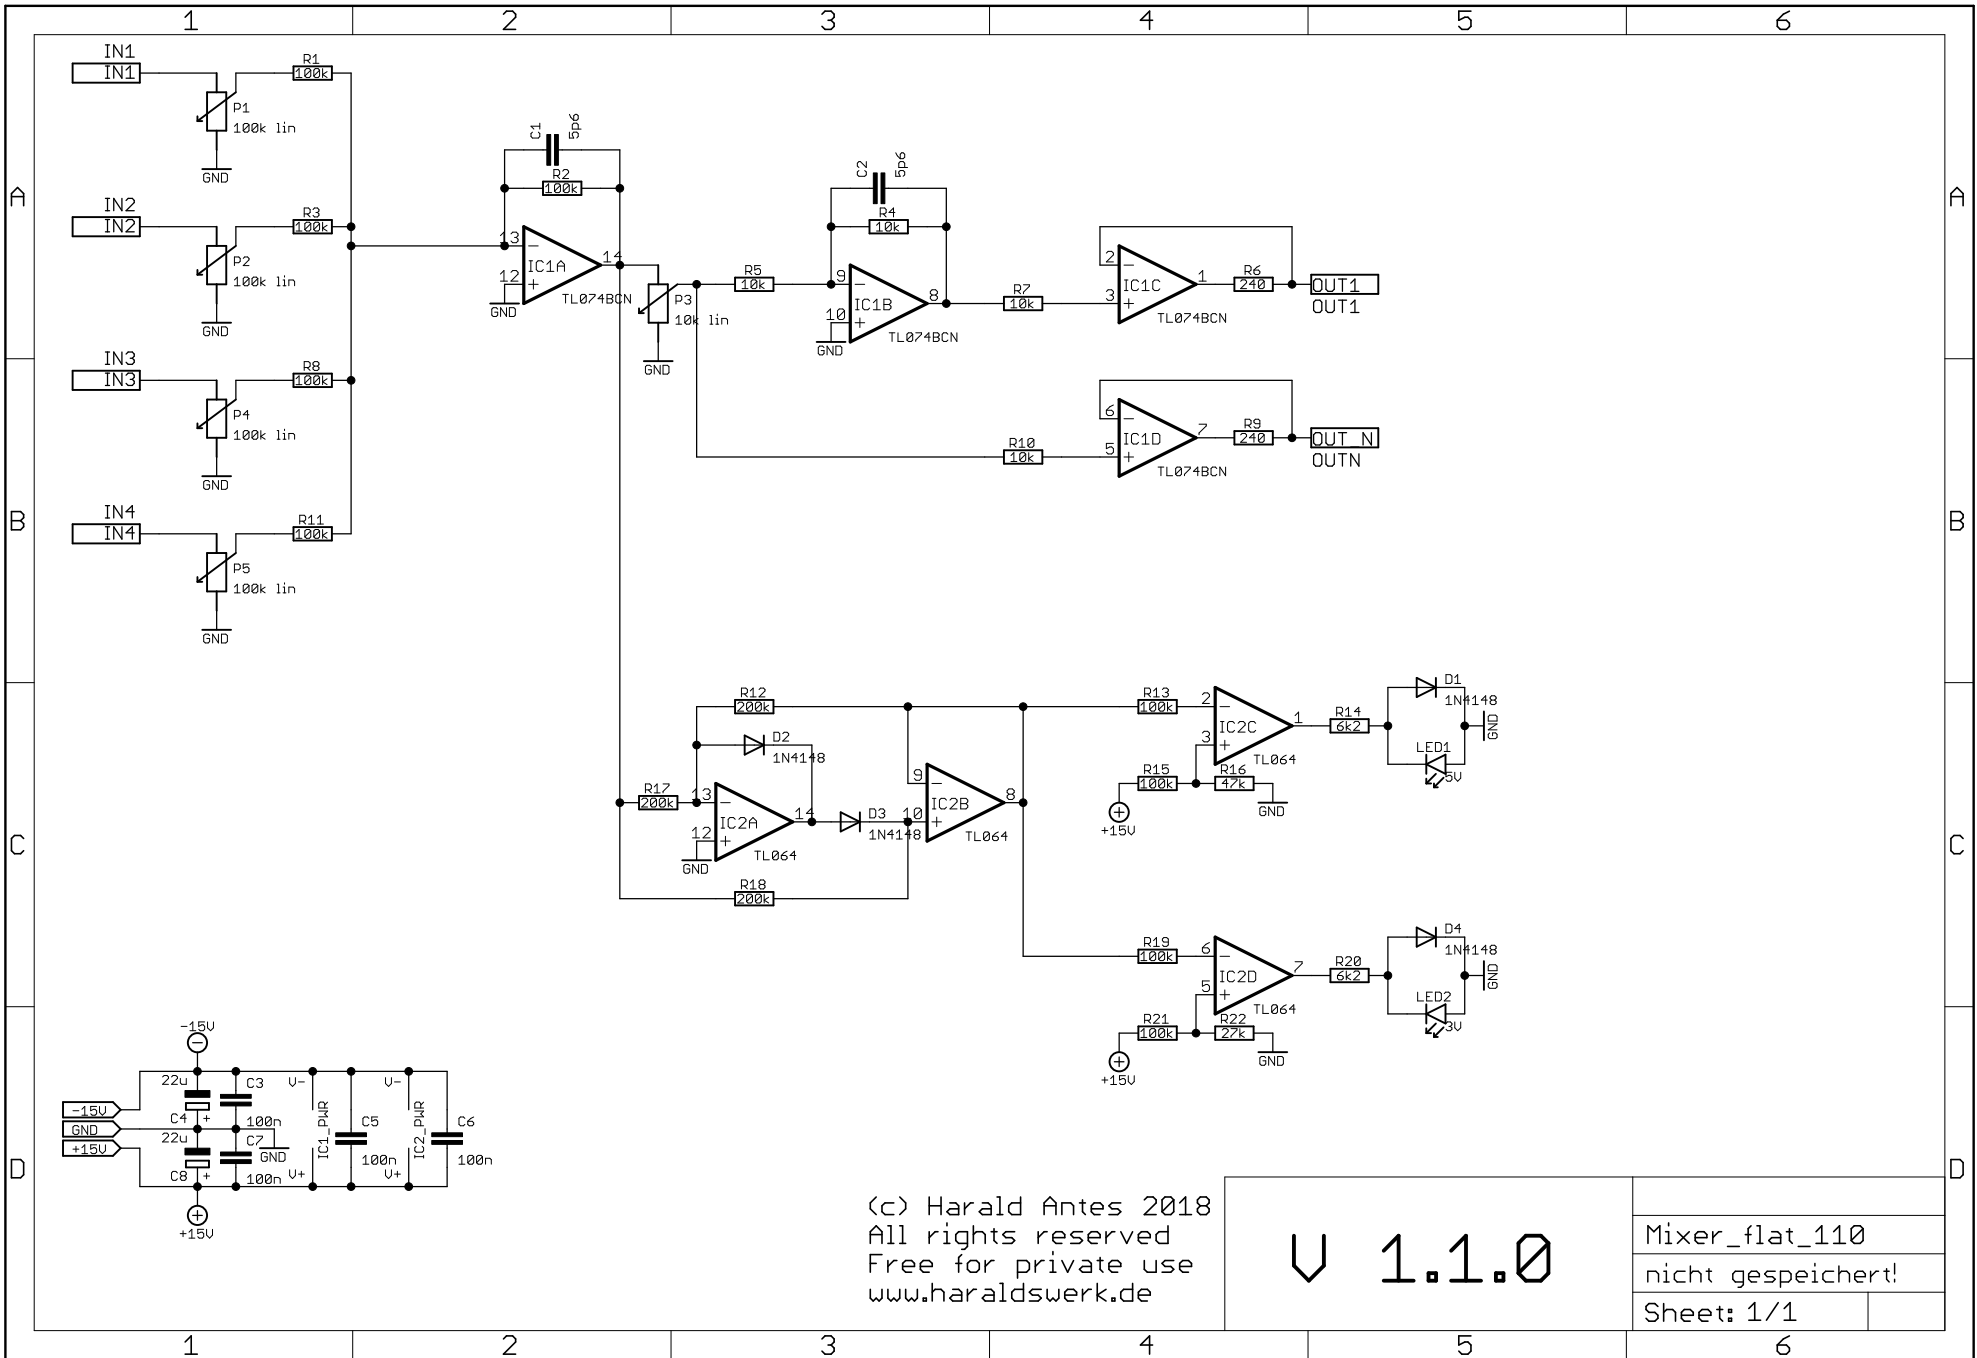 1 2 3 4 5 6
A A
B B
C C
D D
IN1
IN1
R1
100k
P1
100k lin
GND
IN2
IN2
R3
100k
P2
100k lin
GND
IN3
IN3
R8
100k
P4
100k lin
GND
IN4
IN4
R11
100k
P5
100k lin
GND
C1
5p6
R2
100k
13
12
14
IC1A
TL074BCN
GND
P3
10k lin
GND
R5
10k
C2
5p6
R4
10k
9
10
8
IC1B
TL074BCN
GND
R7
10k
2
3
1
IC1C
TL074BCN
R6
240
OUT1
OUT1
R10
10k
6
5
7
IC1D
TL074BCN
R9
240
OUT_N
OUTN
R12
200k
D2
1N4148
R17
200k
13
12
14
IC2A
TL064
GND
D3
1N4148
R18
200k
9
10
8
IC2B
TL064
R13
100k
2
3
1
IC2C
TL064
R15
100k
R16
47k
+15V
GND
R14
6k2
D1
1N4148
LED1
5V
GND
R19
100k
6
5
7
IC2D
TL064
R21
100k
R22
27k
+15V
GND
R20
6k2
D4
1N4148
LED2
3V
GND
-15V
-15V
GND
+15V
22u
C4
+
C3
100n
22u
C8
+
C7
100n
GND
+15V
V-
IC1_PWR
V+
C5
100n
V-
IC2_PWR
V+
C6
100n
(c) Harald Antes 2018
All rights reserved
Free for private use
www.haraldswerk.de
V 1.1.0
Mixer_flat_110
nicht gespeichert!
Sheet: 1/1
1 2 3 4 5 6